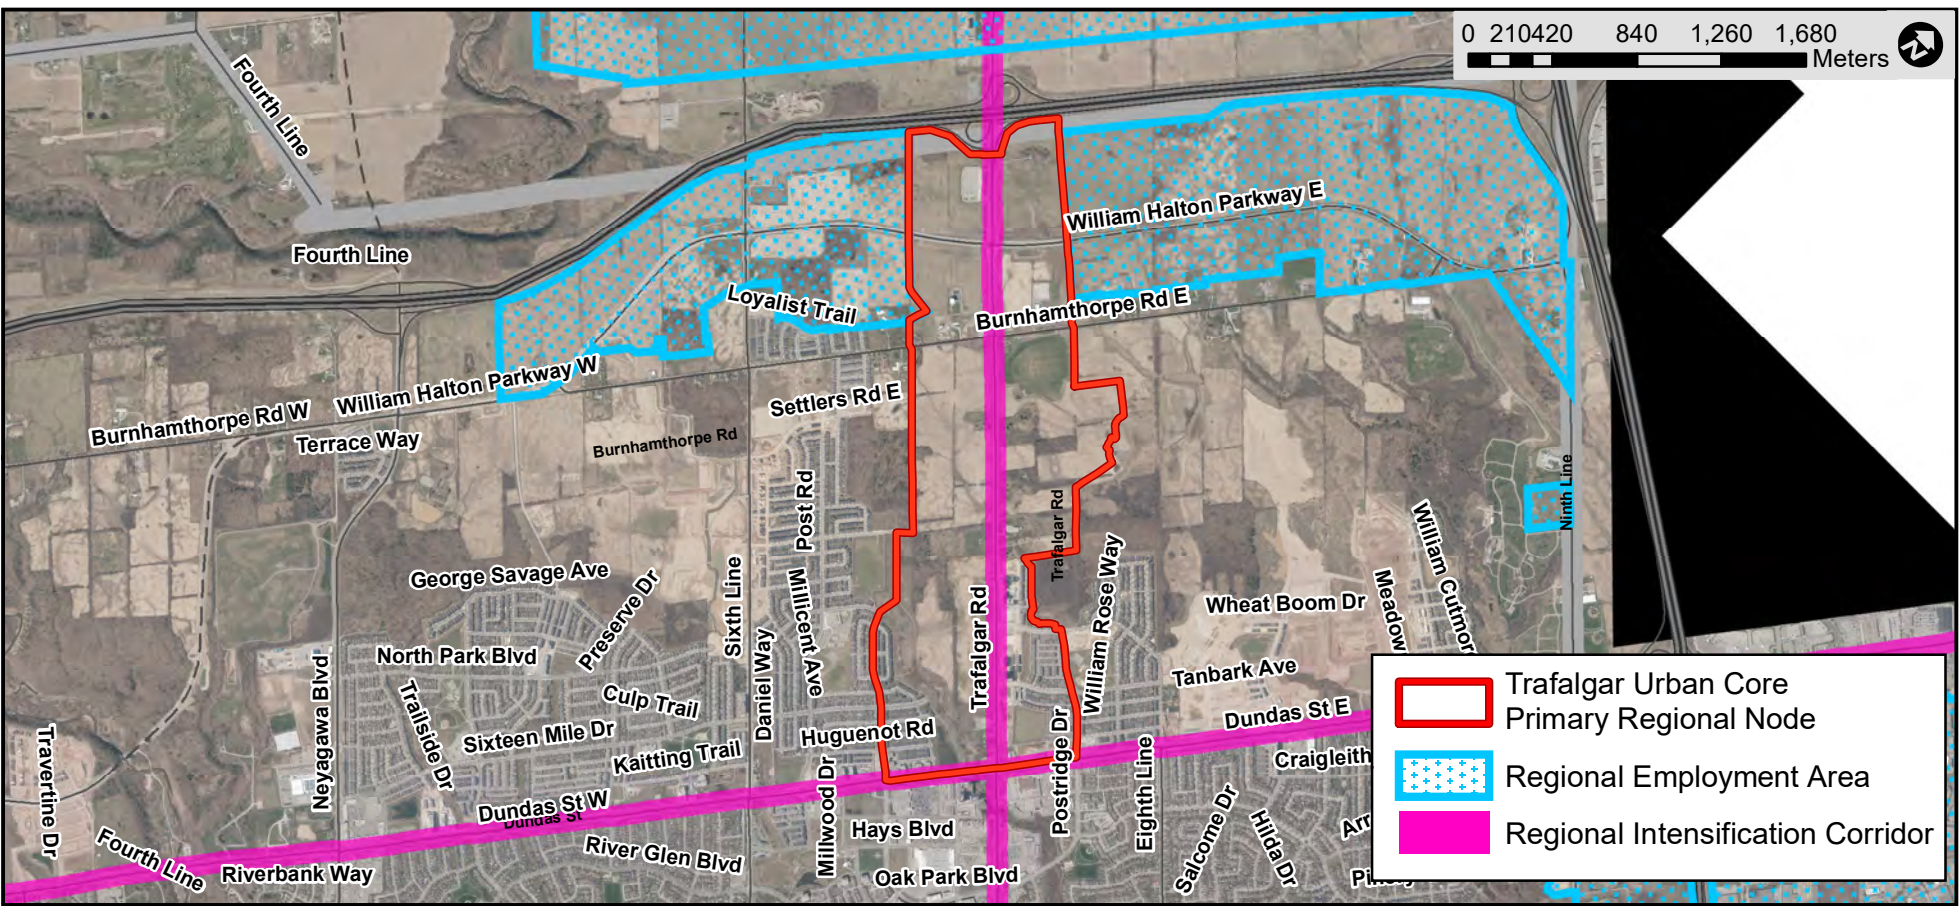 0 210420 840 1,260 1,680
Meters
Fourth Line
Fourth Line
William Halton Parkway E
Loyalist Trail
Burnhamthorpe Rd E
William Halton Parkway W
Burnhamthorpe Rd W
Settlers Rd E
Terrace Way
Burnhamthorpe Rd
Post Rd
Ninth Line
Trafalgar Rd
William Cutmor
George Savage Ave
Preserve Dr
Sixth Line
Millicent Ave
William Rose Way
Wheat Boom Dr
Meadow
Trafalgar Rd
North Park Blvd
Daniel Way
Neyagawa Blvd
Trailside Dr
Culp Trail
Tanbark Ave
Dundas St E
Sixteen Mile Dr
Huguenot Rd
Kaitting Trail
Postridge Dr
Eighth Line
Craigleith
Travertine Dr
Millwood Dr
Dundas St W
Dundas St
Hays Blvd
Salcome Dr
Hilda Dr
Arr
Fourth Line
Riverbank Way
River Glen Blvd
Oak Park Blvd
Trafalgar Urban Core
Primary Regional Node
Regional Employment Area
Regional Intensification Corridor